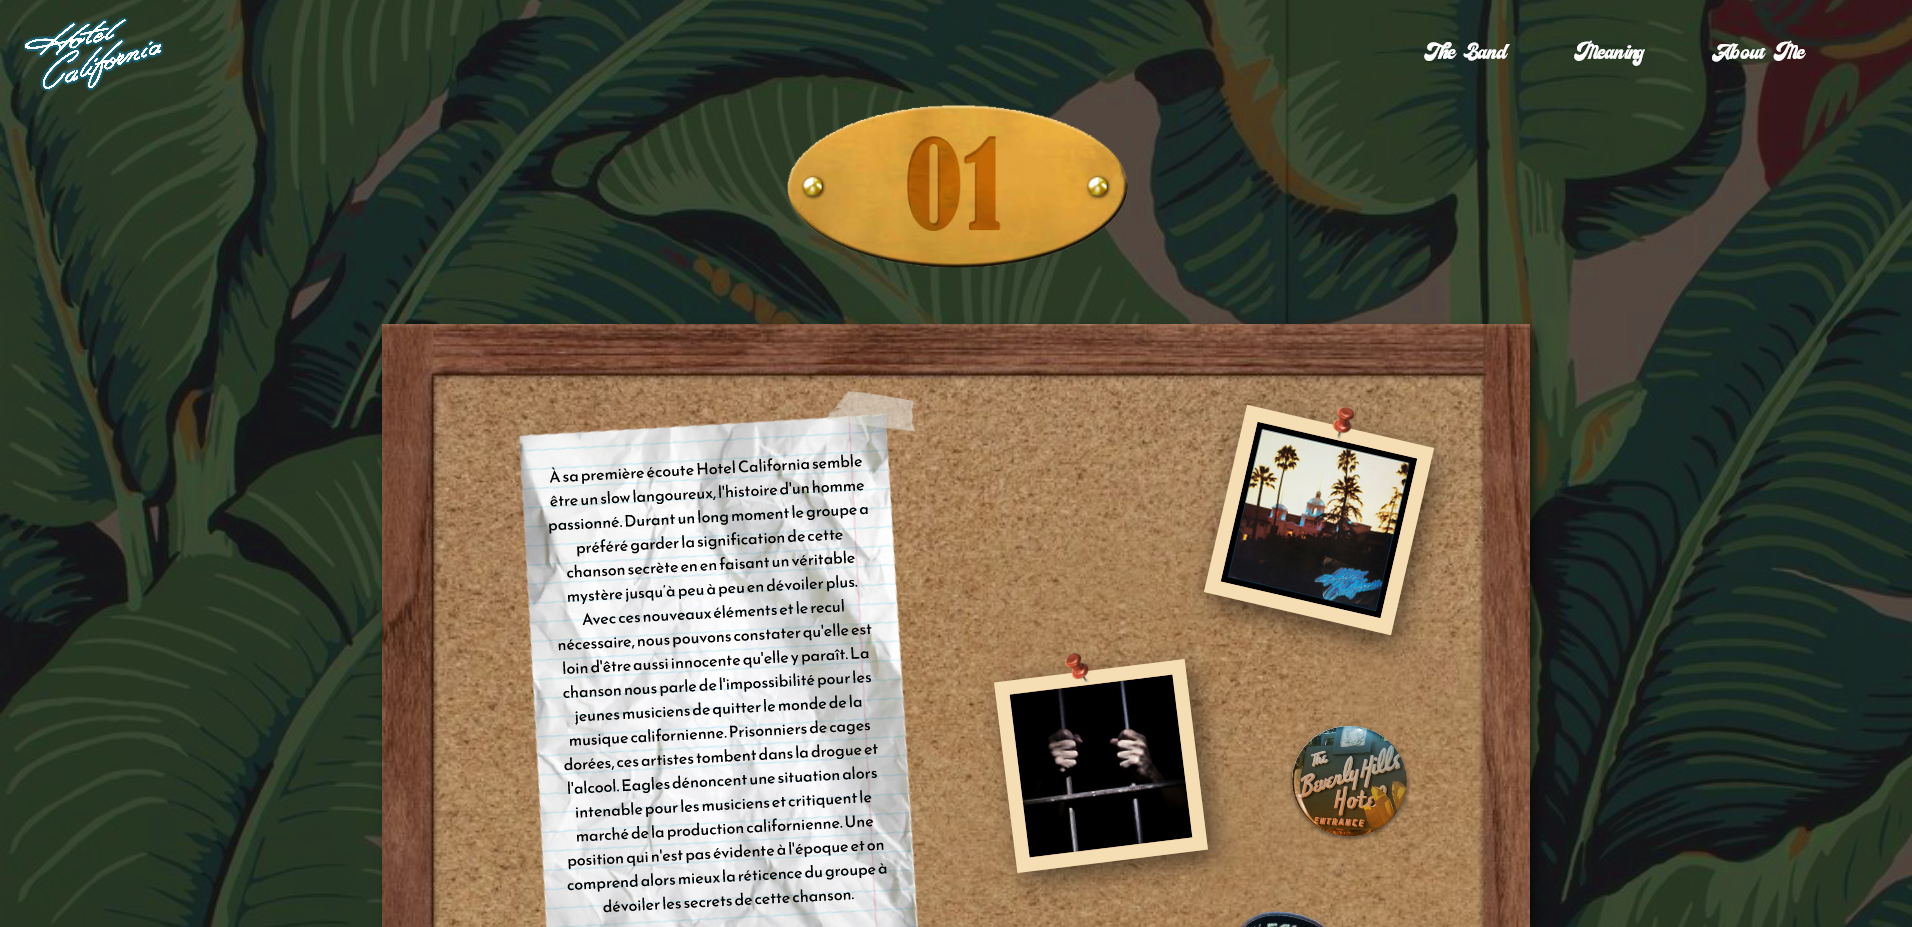 Hotel
California
The Band
Meaning
About Me
01
À sa première écoute Hotel California semble
être un slow langoureux, l'histoire d'un homme
passionné. Durant un long moment le groupe a
préféré garder la signification de cette
chanson secrète en en faisant un véritable
mystère jusqu'à peu à peu en dévoiler plus.
Avec ces nouveaux éléments et le recul
nécessaire, nous pouvons constater qu'elle est
loin d'être aussi innocente qu'elle y paraît. La
chanson nous parle de l'impossibilité pour les
jeunes musiciens de quitter le monde de la
musique californienne. Prisonniers de cages
dorées, ces artistes tombent dans la drogue et
l'alcool. Eagles dénoncent une situation alors
intenable pour les musiciens et critiquent le
marché de la production californienne. Une
position qui n'est pas évidente à l'époque et on
comprend alors mieux la réticence du groupe à
dévoiler les secrets de cette chanson.
The
Beverly Hills
Hotel
ENTRANCE